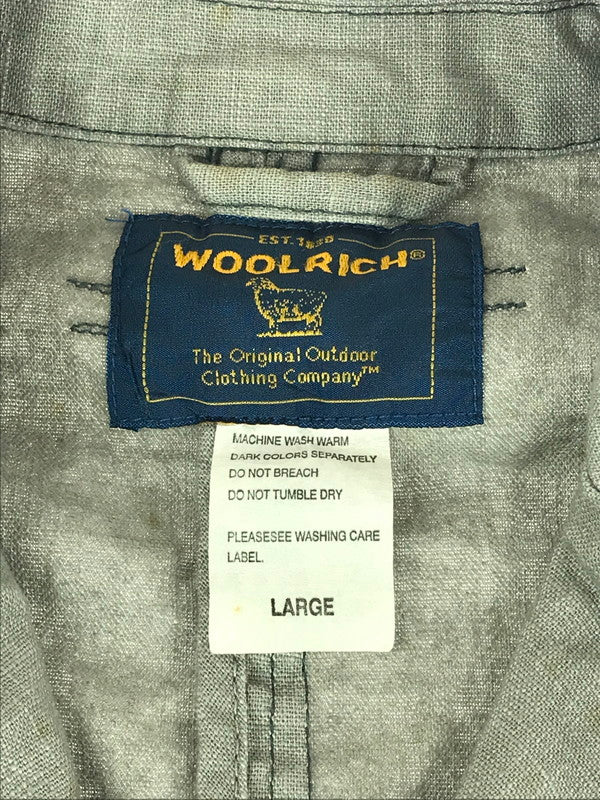 EST. 1830
WOOLRICH®
The Original Outdoor
Clothing Company™
MACHINE WASH WARM
DARK COLORS SEPARATELY
DO NOT BREACH
DO NOT TUMBLE DRY
PLEASESEE WASHING CARE
LABEL.
LARGE